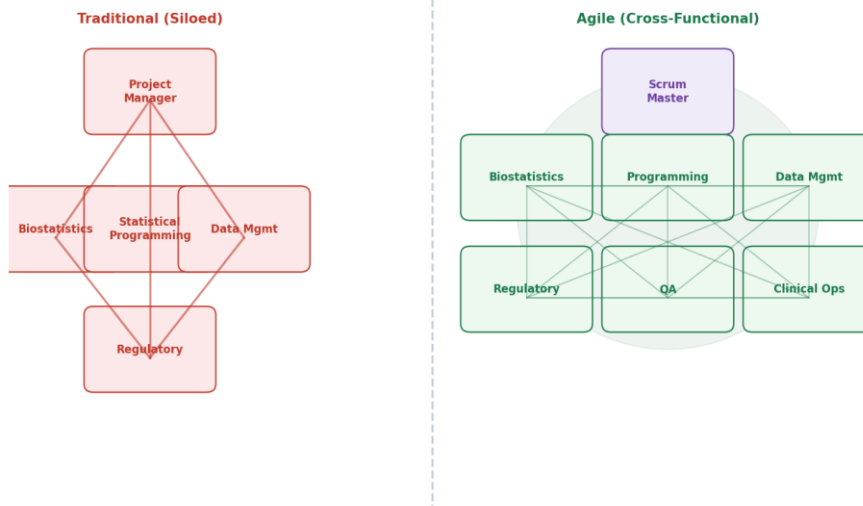 Traditional (Siloed)
Project
Manager
Biostatistics
Statistical
Programming
Data Mgmt
Regulatory
Agile (Cross-Functional)
Scrum
Master
Biostatistics
Programming
Data Mgmt
Regulatory
QA
Clinical Ops